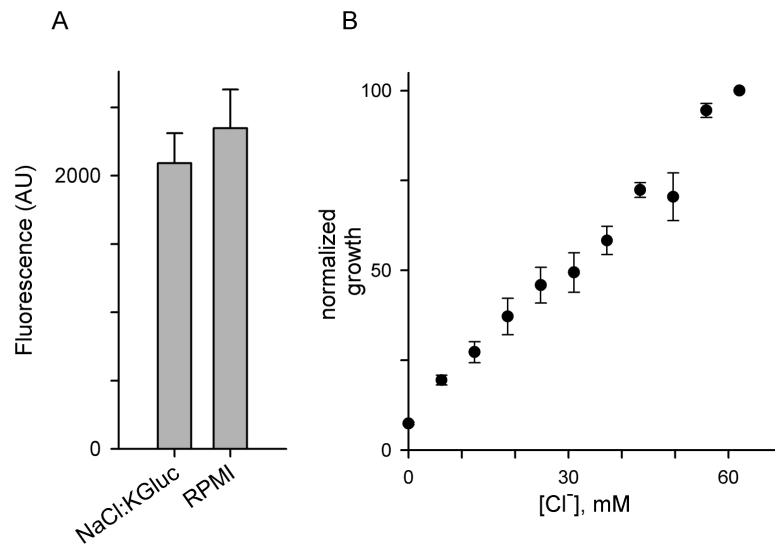 A
B
Fluorescence (AU)
2000
0
NaCl:KGluc
RPMI
normalized
growth
100
50
0
0
30
60
[Cl⁻], mM